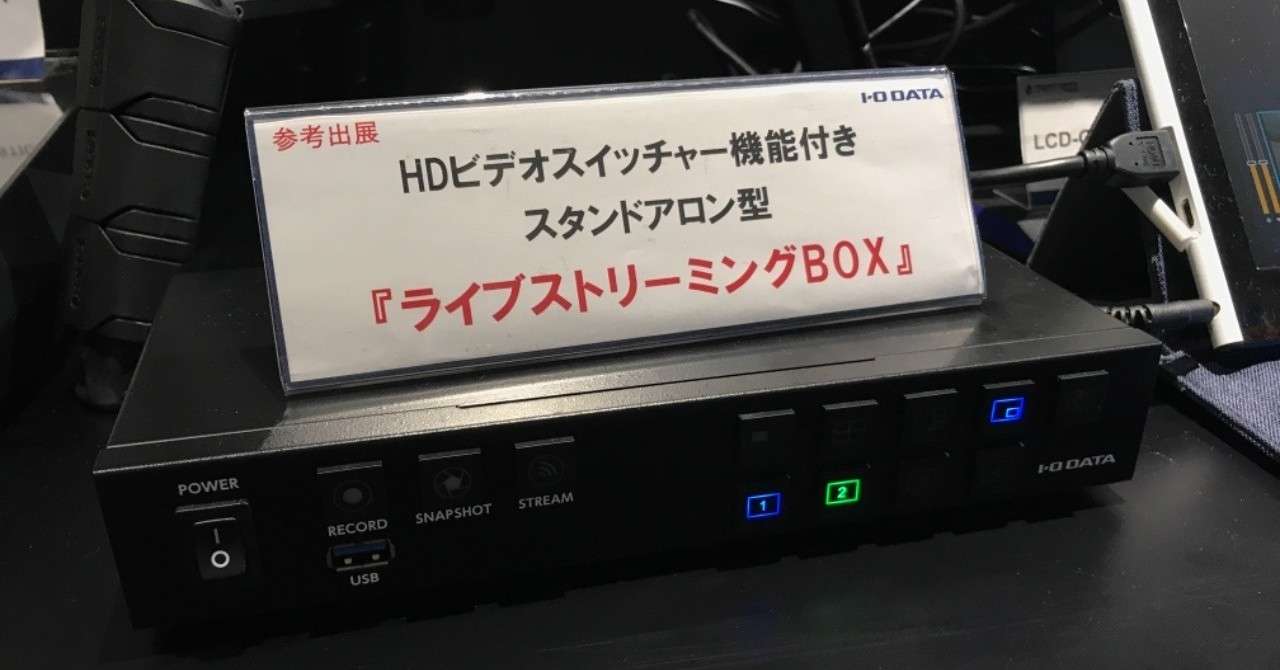 参考出展
I-O DATA
HDビデオスイッチャー機能付き
スタンドアロン型
『ライブストリーミングBOX』
LCD-
POWER
RECORD
SNAPSHOT
STREAM
USB
1
2
I-O DATA